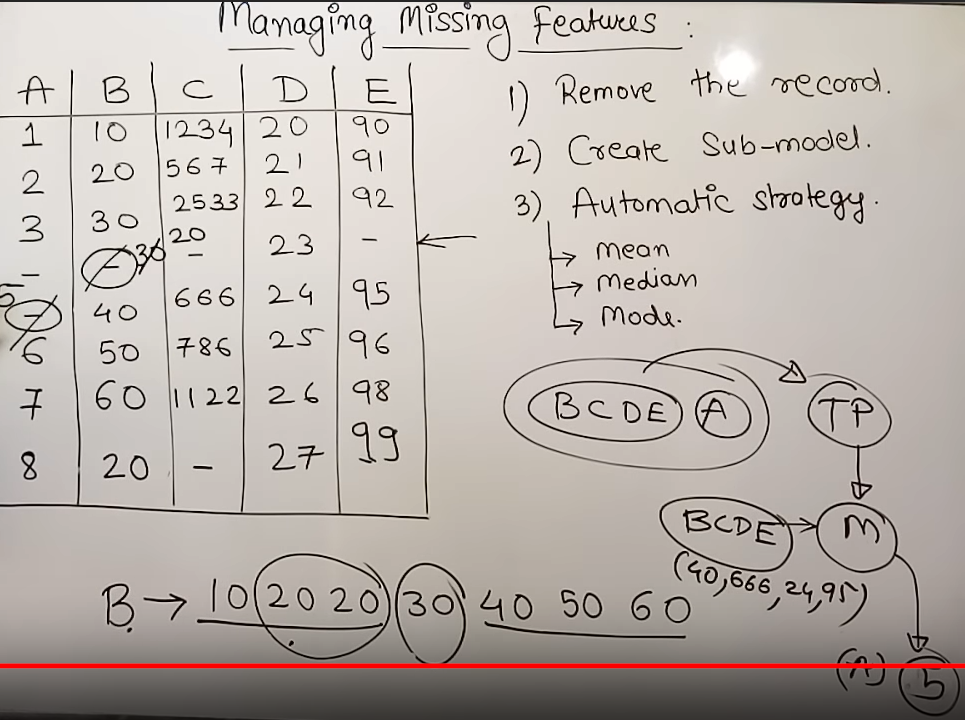 Managing Missing Features :
A B C D E
1 10 1234 20 90
2 20 567 21 91
3 30 2533 22 92
- - 30 20 - 23 -
5 - 40 666 24 95
6 50 786 25 96
7 60 1122 26 98
8 20 - 27 99
1) Remove the record.
2) Create Sub-model.
3) Automatic strategy.
→ mean
→ Median
→ Mode.
BCDE A TP
BCDE → M
(40,666,24,95)
B → 10 20 20 30 40 50 60
(A) 5